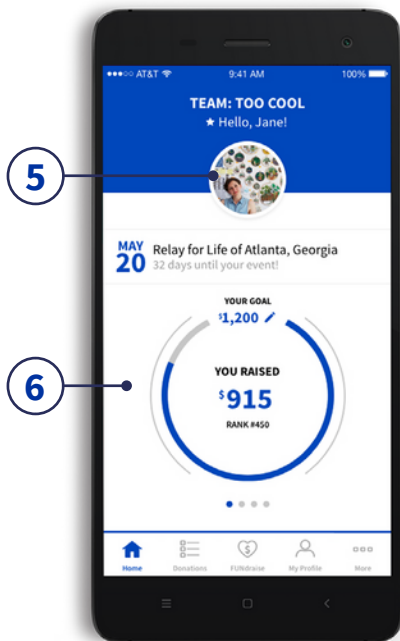 AT&T 9:41 AM 100%
TEAM: TOO COOL
★ Hello, Jane!
5
MAY
20
Relay for Life of Atlanta, Georgia
32 days until your event!
YOUR GOAL
$1,200
6
YOU RAISED
$915
RANK #450
Home Donations FUNdraise My Profile More